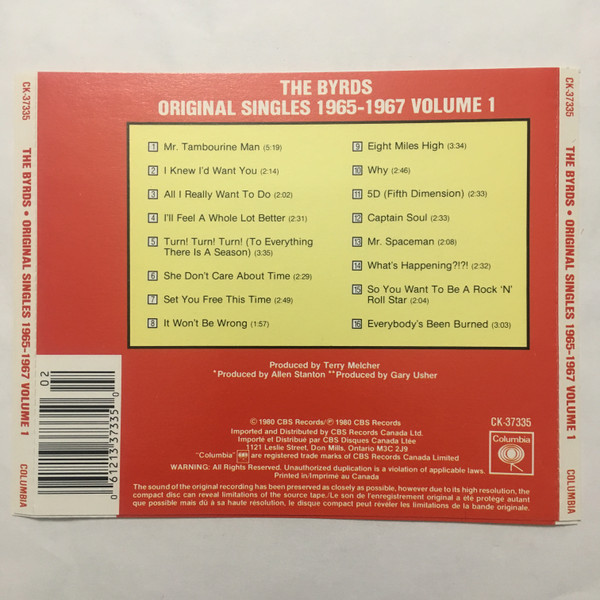 THE BYRDS
ORIGINAL SINGLES 1965-1967 VOLUME 1
1 Mr. Tambourine Man (5:19)
2 I Knew I'd Want You (2:14)
3 All I Really Want To Do (2:02)
4 I'll Feel A Whole Lot Better (2:31)
5 Turn! Turn! Turn! (To Everything
There Is A Season) (3:35)
6 She Don't Care About Time (2:29)
7 Set You Free This Time (2:49)
8 It Won't Be Wrong (1:57)
9 Eight Miles High (3:34)
10 Why (2:46)
11 5D (Fifth Dimension) (2:33)
12 Captain Soul (2:33)
13 Mr. Spaceman (2:08)
14 What's Happening?!?! (2:32)
15 So You Want To Be A Rock 'N'
Roll Star (2:04)
16 Everybody's Been Burned (3:03)
Produced by Terry Melcher
*Produced by Allen Stanton **Produced by Gary Usher
© 1980 CBS Records/℗ 1980 CBS Records
Imported and Distributed by CBS Records Canada Ltd.
Importé et Distribué par CBS Disques Canada Ltée
1121 Leslie Street, Don Mills, Ontario M3C 2J9
"Columbia" are registered trade marks of CBS Records Canada Limited
WARNING: All Rights Reserved. Unauthorized duplication is a violation of applicable laws.
Printed in/Imprimé au Canada
The sound of the original recording has been preserved as closely as possible, however due to its high resolution, the
compact disc can reveal limitations of the source tape./Le son de l'enregistrement original a été protégé autant
que possible mais dû à sa haute résolution, le disque compact peut révéler les limitations de la bande originale.
CK-37335
Columbia
02
0 61213 37335 0
CK-37335
THE BYRDS • ORIGINAL SINGLES 1965-1967 VOLUME 1
COLUMBIA
CK-37335
THE BYRDS • ORIGINAL SINGLES 1965-1967 VOLUME 1
COLUMBIA